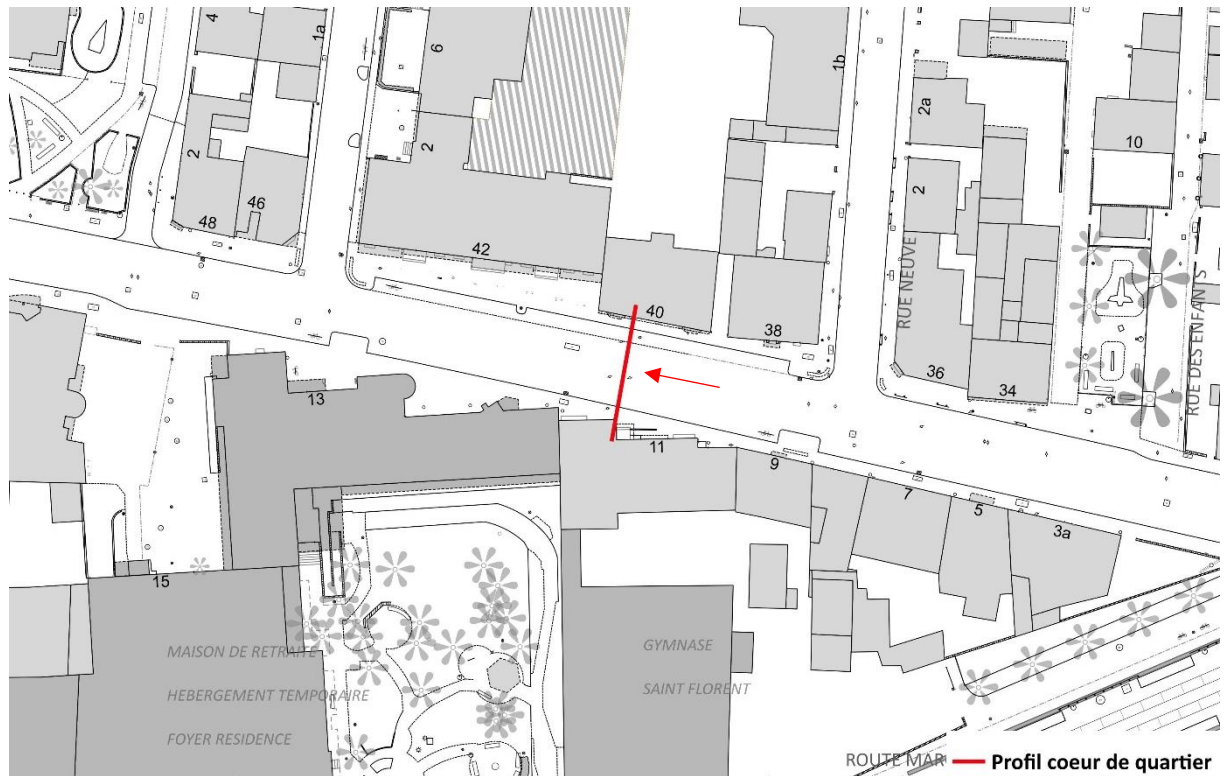 4
1a
6
1b
2a
10
2
2
2
46
48
42
RUE NEUVE
RUE DES ENFANTS
40
38
36
34
13
11
9
7
5
3a
15
MAISON DE RETRAITE
HEBERGEMENT TEMPORAIRE
FOYER RESIDENCE
GYMNASE
SAINT FLORENT
ROUTE MAR
Profil coeur de quartier